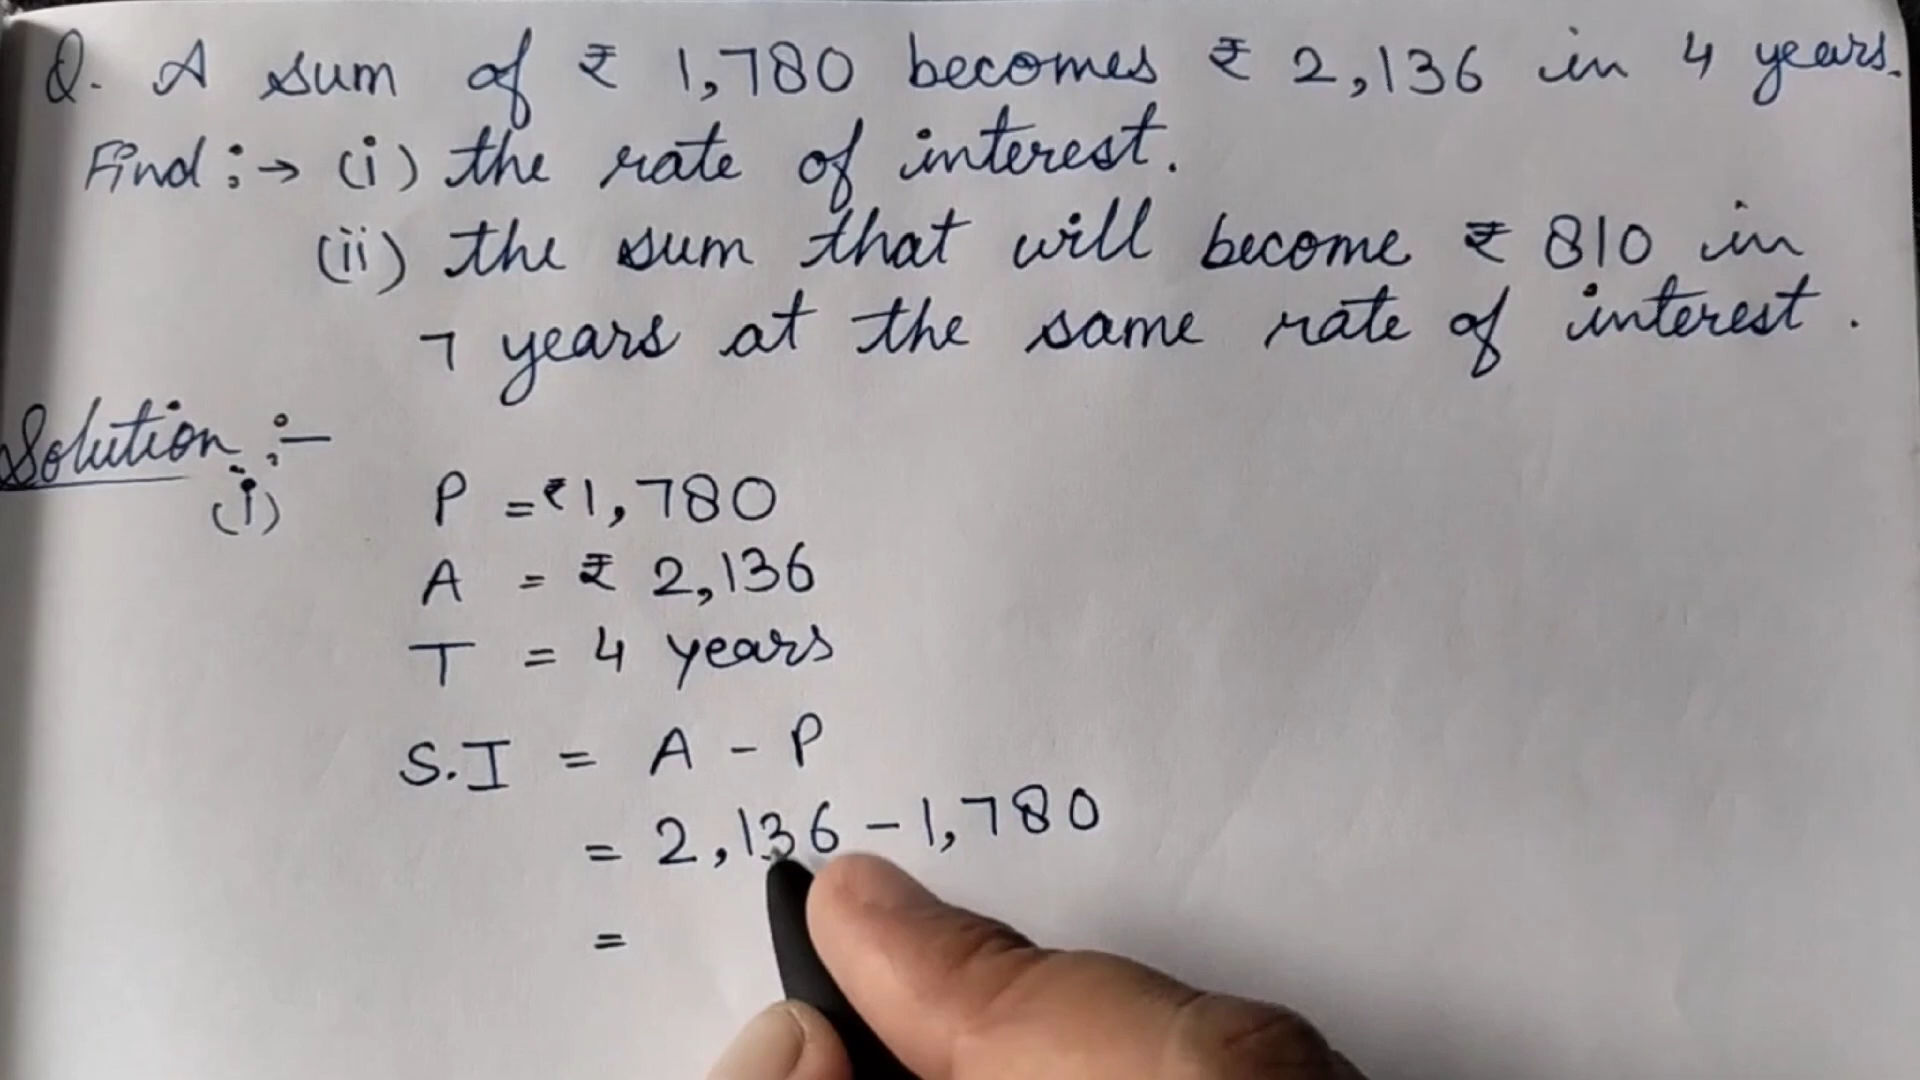 Q. A sum of ₹ 1,780 becomes ₹ 2,136 in 4 years.
Find :→ (i) the rate of interest.
(ii) the sum that will become ₹ 810 in
7 years at the same rate of interest.
Solution :-
(i) P = ₹1,780
A = ₹ 2,136
T = 4 years
S.I = A - P
= 2,136 - 1,780
=